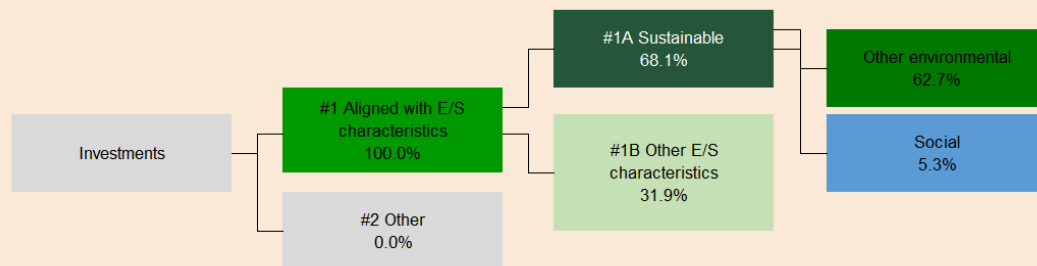 Investments
#1 Aligned with E/S
characteristics
100.0%
#2 Other
0.0%
#1A Sustainable
68.1%
#1B Other E/S
characteristics
31.9%
Other environmental
62.7%
Social
5.3%